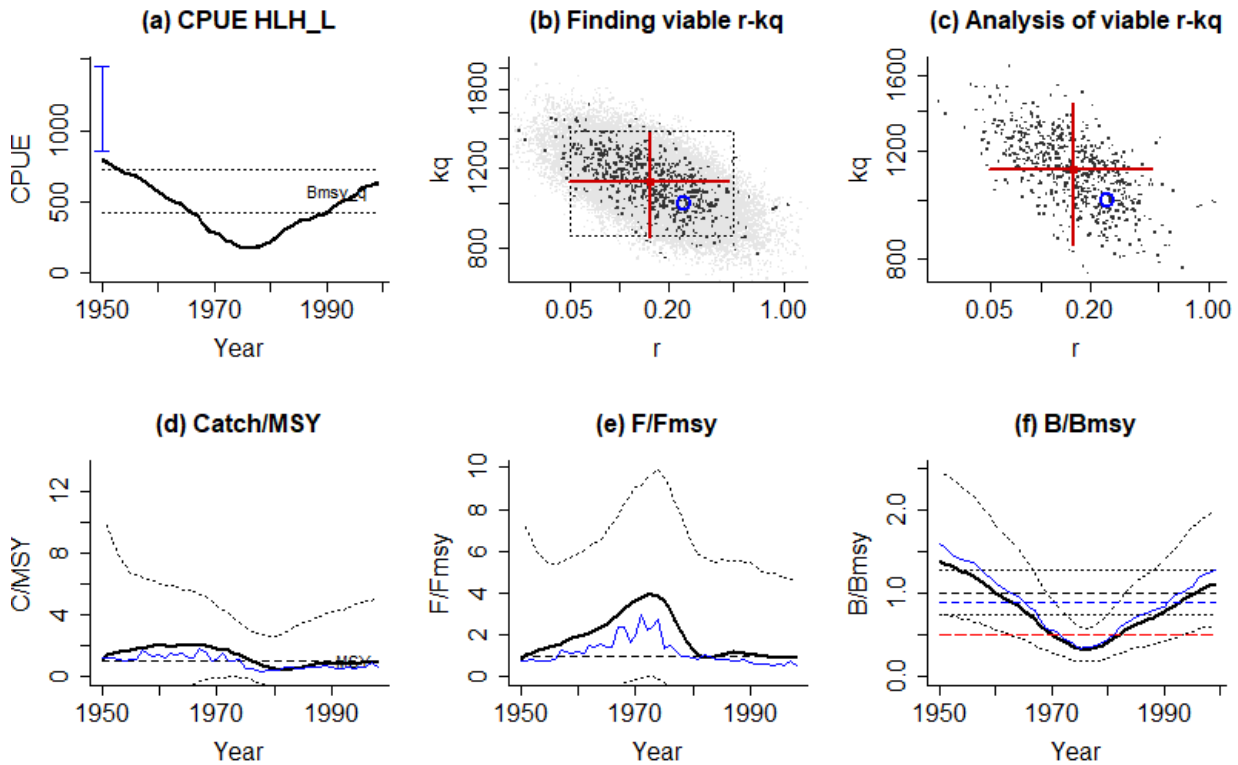 (a) CPUE HLH_L
CPUE
0
500
1000
Bmsy_q
1950
1970
1990
Year
(b) Finding viable r-kq
kq
800
1200
1800
0.05
0.20
1.00
r
(c) Analysis of viable r-kq
kq
800
1200
1600
0.05
0.20
1.00
r
(d) Catch/MSY
C/MSY
0
4
8
12
MSY
1950
1970
1990
Year
(e) F/Fmsy
F/Fmsy
0
2
4
6
8
10
1950
1970
1990
Year
(f) B/Bmsy
B/Bmsy
0.0
1.0
2.0
1950
1970
1990
Year